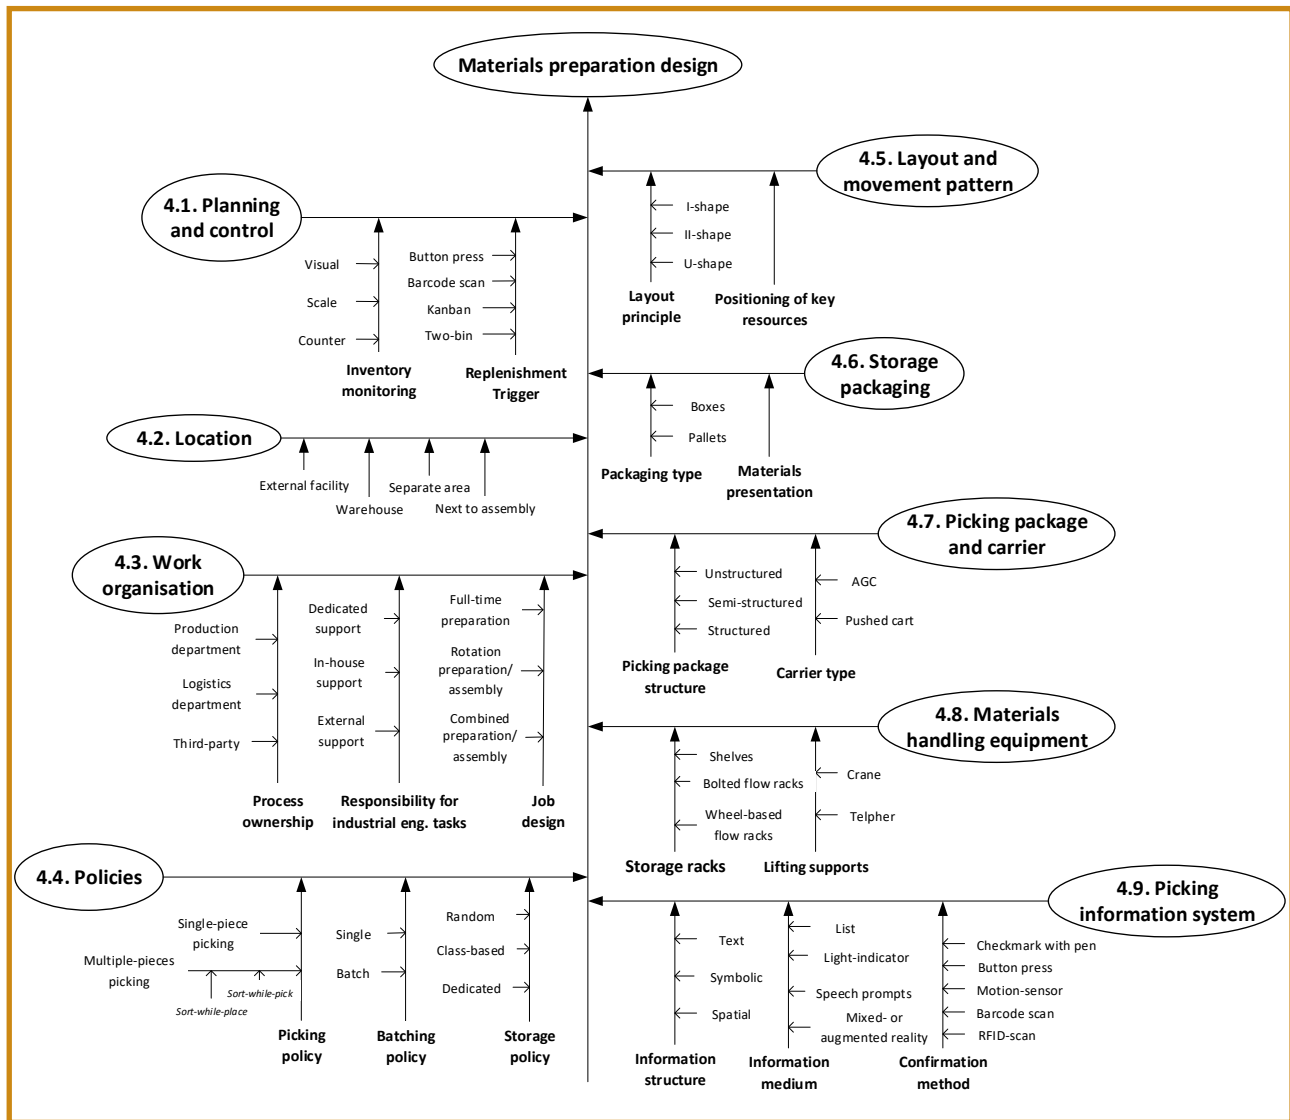 Materials preparation design
4.1. Planning
and control
Visual
Scale
Counter
Inventory
monitoring
Button press
Barcode scan
Kanban
Two-bin
Replenishment
Trigger
4.2. Location
External facility
Warehouse
Separate area
Next to assembly
4.3. Work
organisation
Production
department
Logistics
department
Third-party
Process
ownership
Dedicated
support
In-house
support
External
support
Responsibility for
industrial eng. tasks
Full-time
preparation
Rotation
preparation/
assembly
Combined
preparation/
assembly
Job
design
4.4. Policies
Single-piece
picking
Multiple-pieces
picking
Sort-while-pick
Sort-while-place
Picking
policy
Single
Batch
Batching
policy
Random
Class-based
Dedicated
Storage
policy
4.5. Layout and
movement pattern
I-shape
II-shape
U-shape
Layout
principle
Positioning of key
resources
4.6. Storage
packaging
Boxes
Pallets
Packaging type
Materials
presentation
4.7. Picking package
and carrier
Unstructured
Semi-structured
Structured
Picking package
structure
AGC
Pushed cart
Carrier type
4.8. Materials
handling equipment
Shelves
Bolted flow racks
Wheel-based
flow racks
Storage racks
Crane
Telpher
Lifting supports
4.9. Picking
information system
Text
Symbolic
Spatial
Information
structure
List
Light-indicator
Speech prompts
Mixed- or
augmented reality
Information
medium
Checkmark with pen
Button press
Motion-sensor
Barcode scan
RFID-scan
Confirmation
method